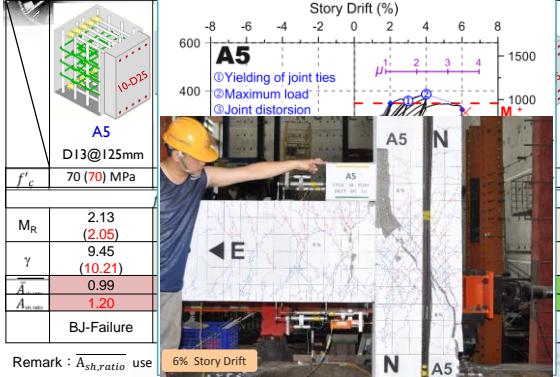 Story Drift (%)
-8 -6 -4 -2 0 2 4 6 8
600
400
1500
1000
A5
μ
1 2 3 4
①Yielding of joint ties
②Maximum load
③Joint distorsion
① ②
M +
10-D25
A5
D13@125mm
f'c 70 (70) MPa
MR 2.13
(2.05)
γ 9.45
(10.21)
0.99
Ash,ratio 1.20
BJ-Failure
Remark : Ash,ratio use
A5
A5 N
E
N A5
6% Story Drift